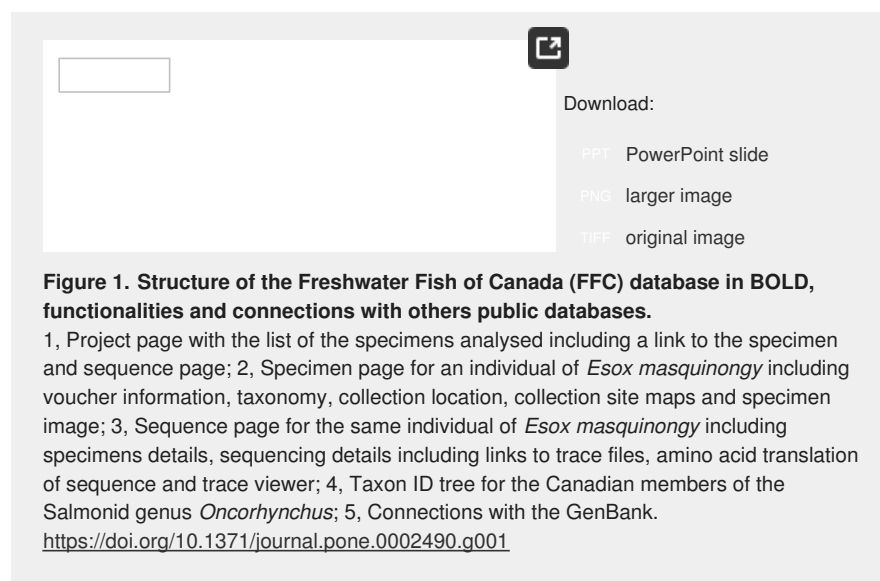 Download:
PPT PowerPoint slide
PNG larger image
TIFF original image
Figure 1. Structure of the Freshwater Fish of Canada (FFC) database in BOLD,
functionalities and connections with others public databases.
1, Project page with the list of the specimens analysed including a link to the specimen
and sequence page; 2, Specimen page for an individual of Esox masquinongy including
voucher information, taxonomy, collection location, collection site maps and specimen
image; 3, Sequence page for the same individual of Esox masquinongy including
specimens details, sequencing details including links to trace files, amino acid translation
of sequence and trace viewer; 4, Taxon ID tree for the Canadian members of the
Salmonid genus Oncorhynchus; 5, Connections with the GenBank.
https://doi.org/10.1371/journal.pone.0002490.g001